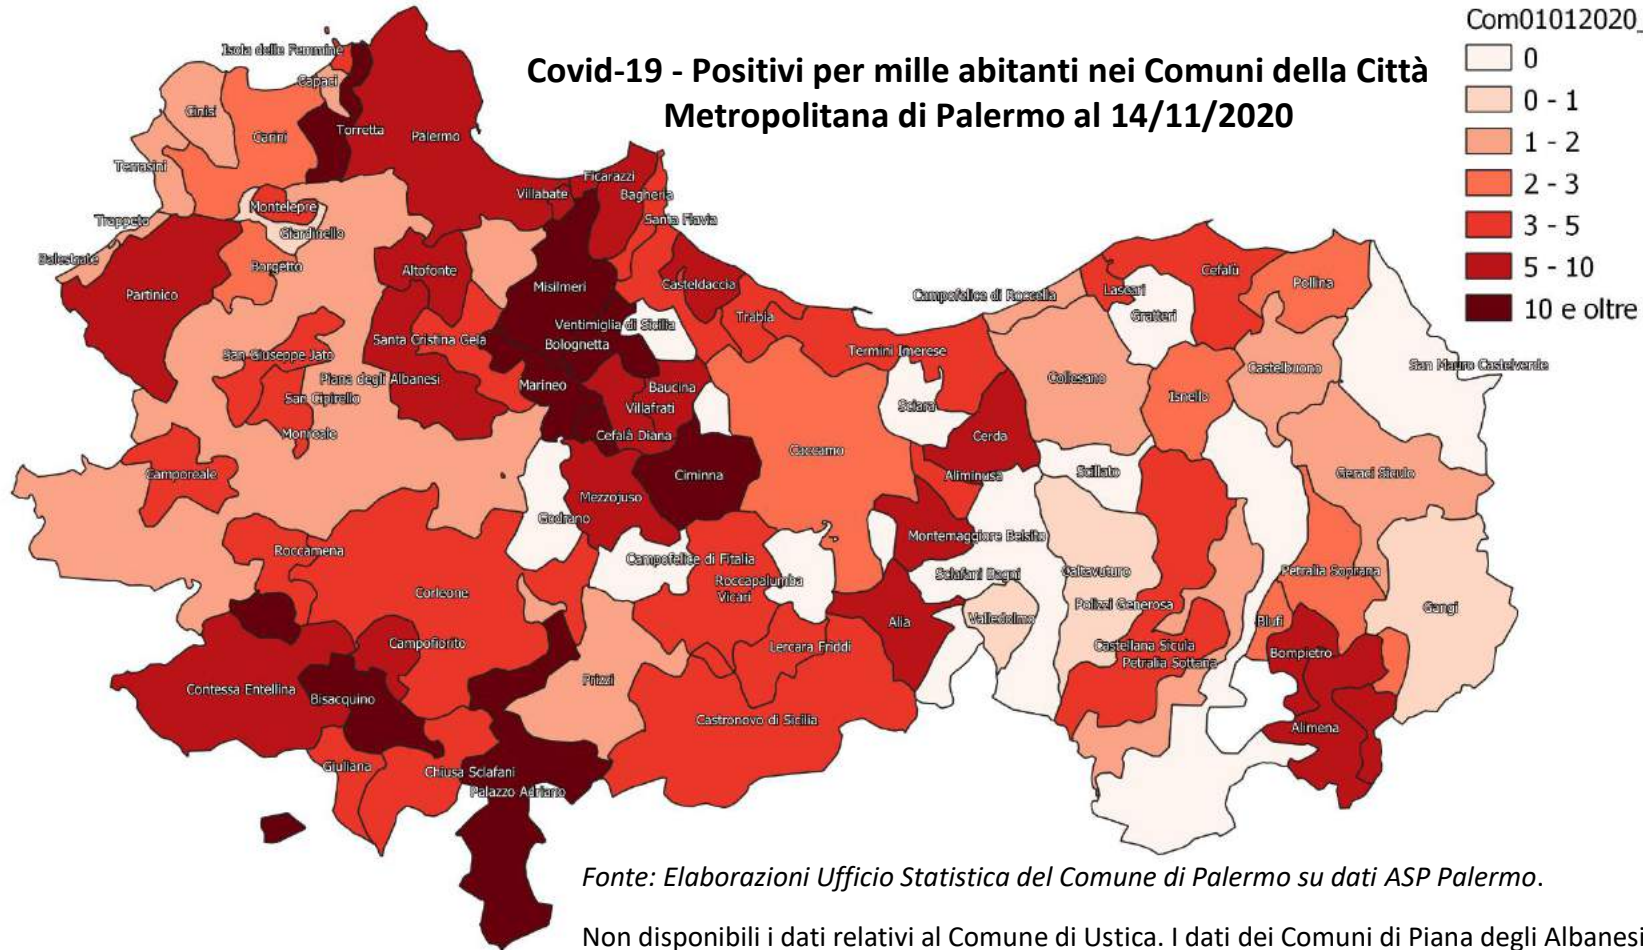 Com01012020_
0
0 - 1
1 - 2
2 - 3
3 - 5
5 - 10
10 e oltre
Covid-19 - Positivi per mille abitanti nei Comuni della Città
Metropolitana di Palermo al 14/11/2020
Isola delle Femmine
Capaci
Cinisi
Carini
Torretta
Palermo
Terrasini
Villabate
Ficarazzi
Bagheria
Santa Flavia
Montelepre
Trappeto
Giardinello
Balestrate
Borgetto
Altofonte
Partinico
Misilmeri
Casteldaccia
Trabia
Campofelice di Roccella
Lascari
Cefalù
Pollina
Gratteri
Ventimiglia di Sicilia
Santa Cristina Gela
Bolognetta
Termini Imerese
San Giuseppe Jato
San Mauro Castelverde
Castelbuono
Piana degli Albanesi
Marineo
Baucina
Collesano
Isnello
San Cipirello
Villafrati
Sciara
Monreale
Cefalà Diana
Cerda
Caccamo
Camporeale
Ciminna
Aliminusa
Scillato
Geraci Siculo
Mezzojuso
Godrano
Montemaggiore Belsito
Roccamena
Campofelice di Fitalia
Sclafani Bagni
Caltavuturo
Petralia Soprana
Roccapalumba
Vicari
Corleone
Polizzi Generosa
Gangi
Valledolmo
Alia
Blufi
Campofiorito
Lercara Friddi
Castellana Sicula
Petralia Sottana
Bompietro
Contessa Entellina
Bisacquino
Prizzi
Castronovo di Sicilia
Alimena
Giuliana
Chiusa Sclafani
Palazzo Adriano
Fonte: Elaborazioni Ufficio Statistica del Comune di Palermo su dati ASP Palermo.
Non disponibili i dati relativi al Comune di Ustica. I dati dei Comuni di Piana degli Albanesi